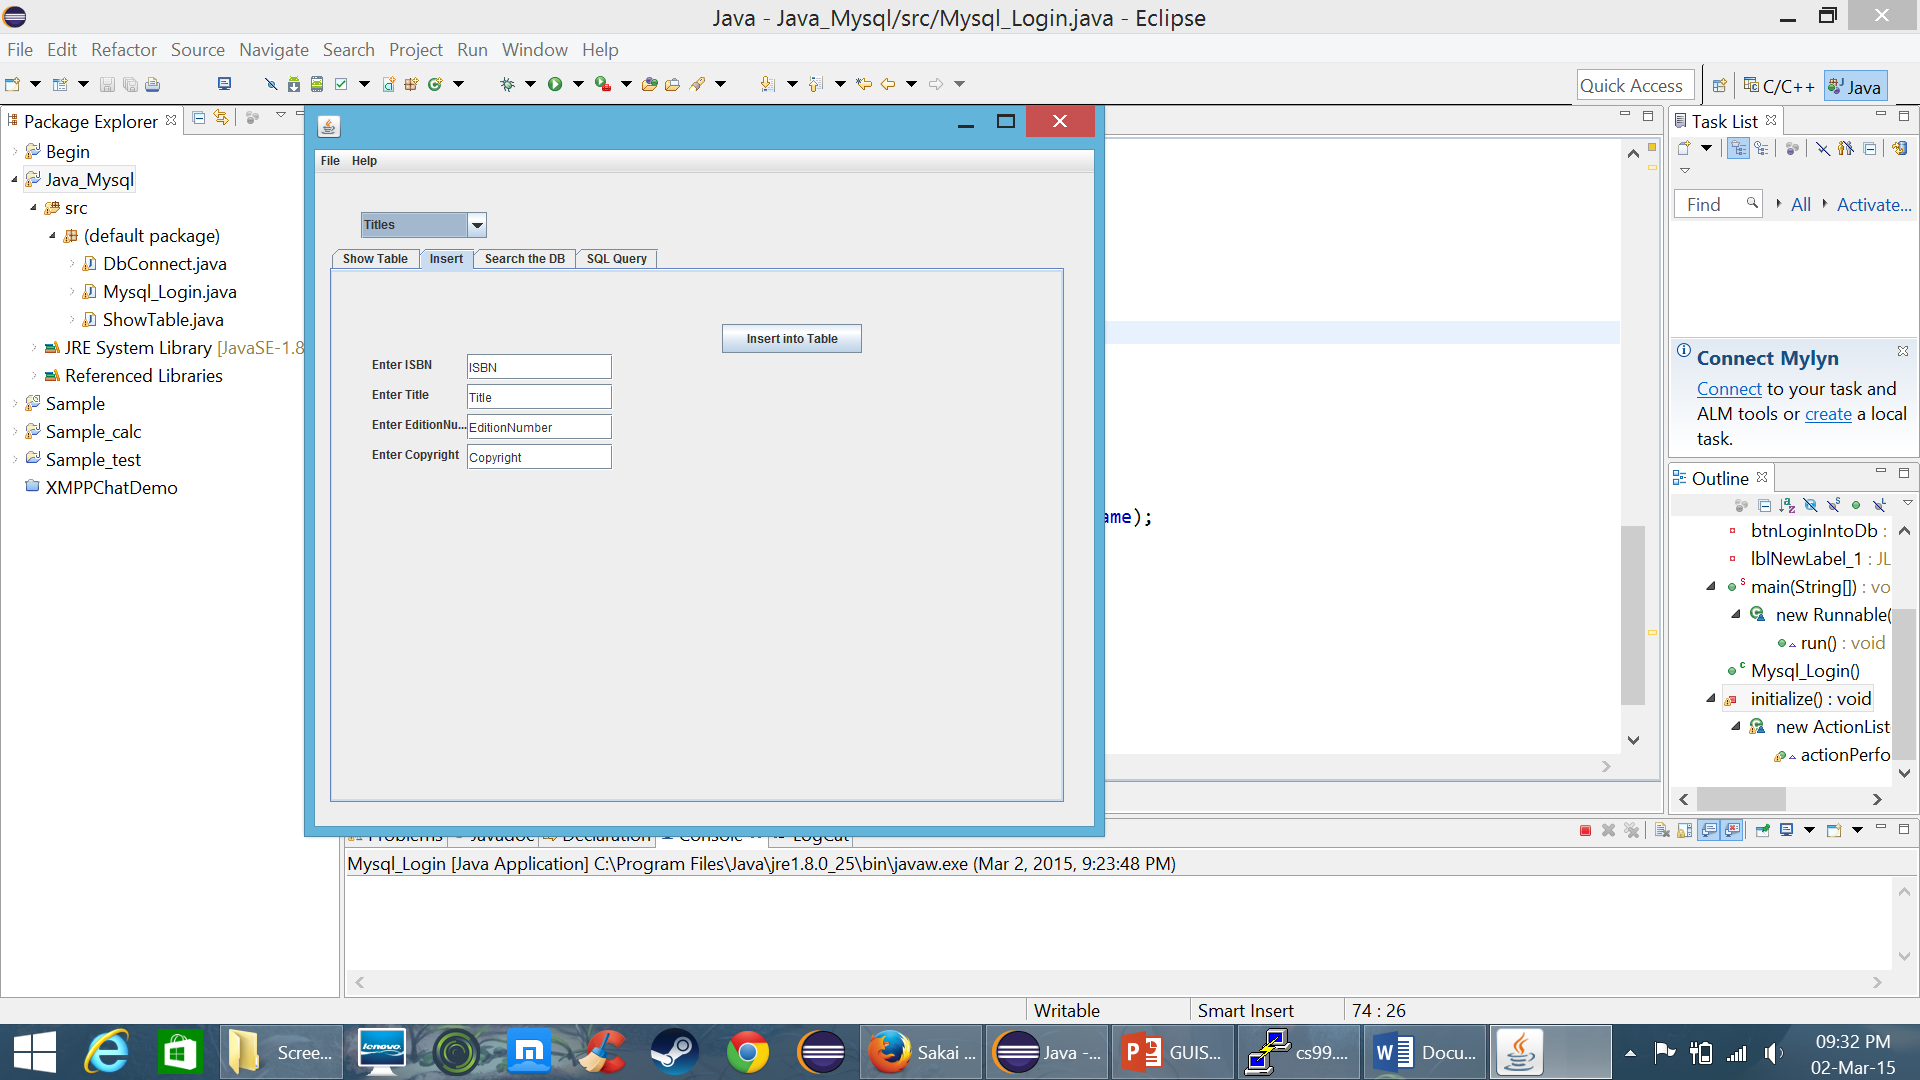 Java - Java_Mysql/src/Mysql_Login.java - Eclipse
File Edit Refactor Source Navigate Search Project Run Window Help
Quick Access
C/C++
Java
Package Explorer
Begin
Java_Mysql
src
(default package)
DbConnect.java
Mysql_Login.java
ShowTable.java
JRE System Library [JavaSE-1.8
Referenced Libraries
Sample
Sample_calc
Sample_test
XMPPChatDemo
File Help
Titles
Show Table Insert Search the DB SQL Query
Insert into Table
Enter ISBN ISBN
Enter Title Title
Enter EditionNu... EditionNumber
Enter Copyright Copyright
ame);
Task List
Find All Activate...
Connect Mylyn
Connect to your task and
ALM tools or create a local
task.
Outline
btnLoginIntoDb :
lblNewLabel_1 : JL
main(String[]) : vo
new Runnable(
run() : void
Mysql_Login()
initialize() : void
new ActionList
actionPerfo
Problems Javadoc Declaration Console LogCat
Mysql_Login [Java Application] C:\Program Files\Java\jre1.8.0_25\bin\javaw.exe (Mar 2, 2015, 9:23:48 PM)
Writable Smart Insert 74 : 26
Scree... lenovo Sakai ... Java -... GUIS... cs99.... Docu...
09:32 PM
02-Mar-15